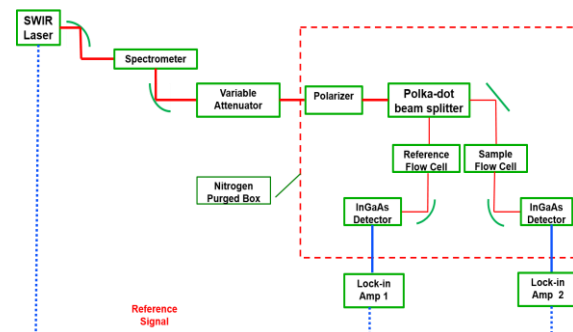 SWIR
Laser
Spectrometer
Variable
Attenuator
Polarizer
Polka-dot
beam splitter
Reference
Flow Cell
Sample
Flow Cell
Nitrogen
Purged Box
InGaAs
Detector
InGaAs
Detector
Lock-in
Amp 1
Lock-in
Amp 2
Reference
Signal